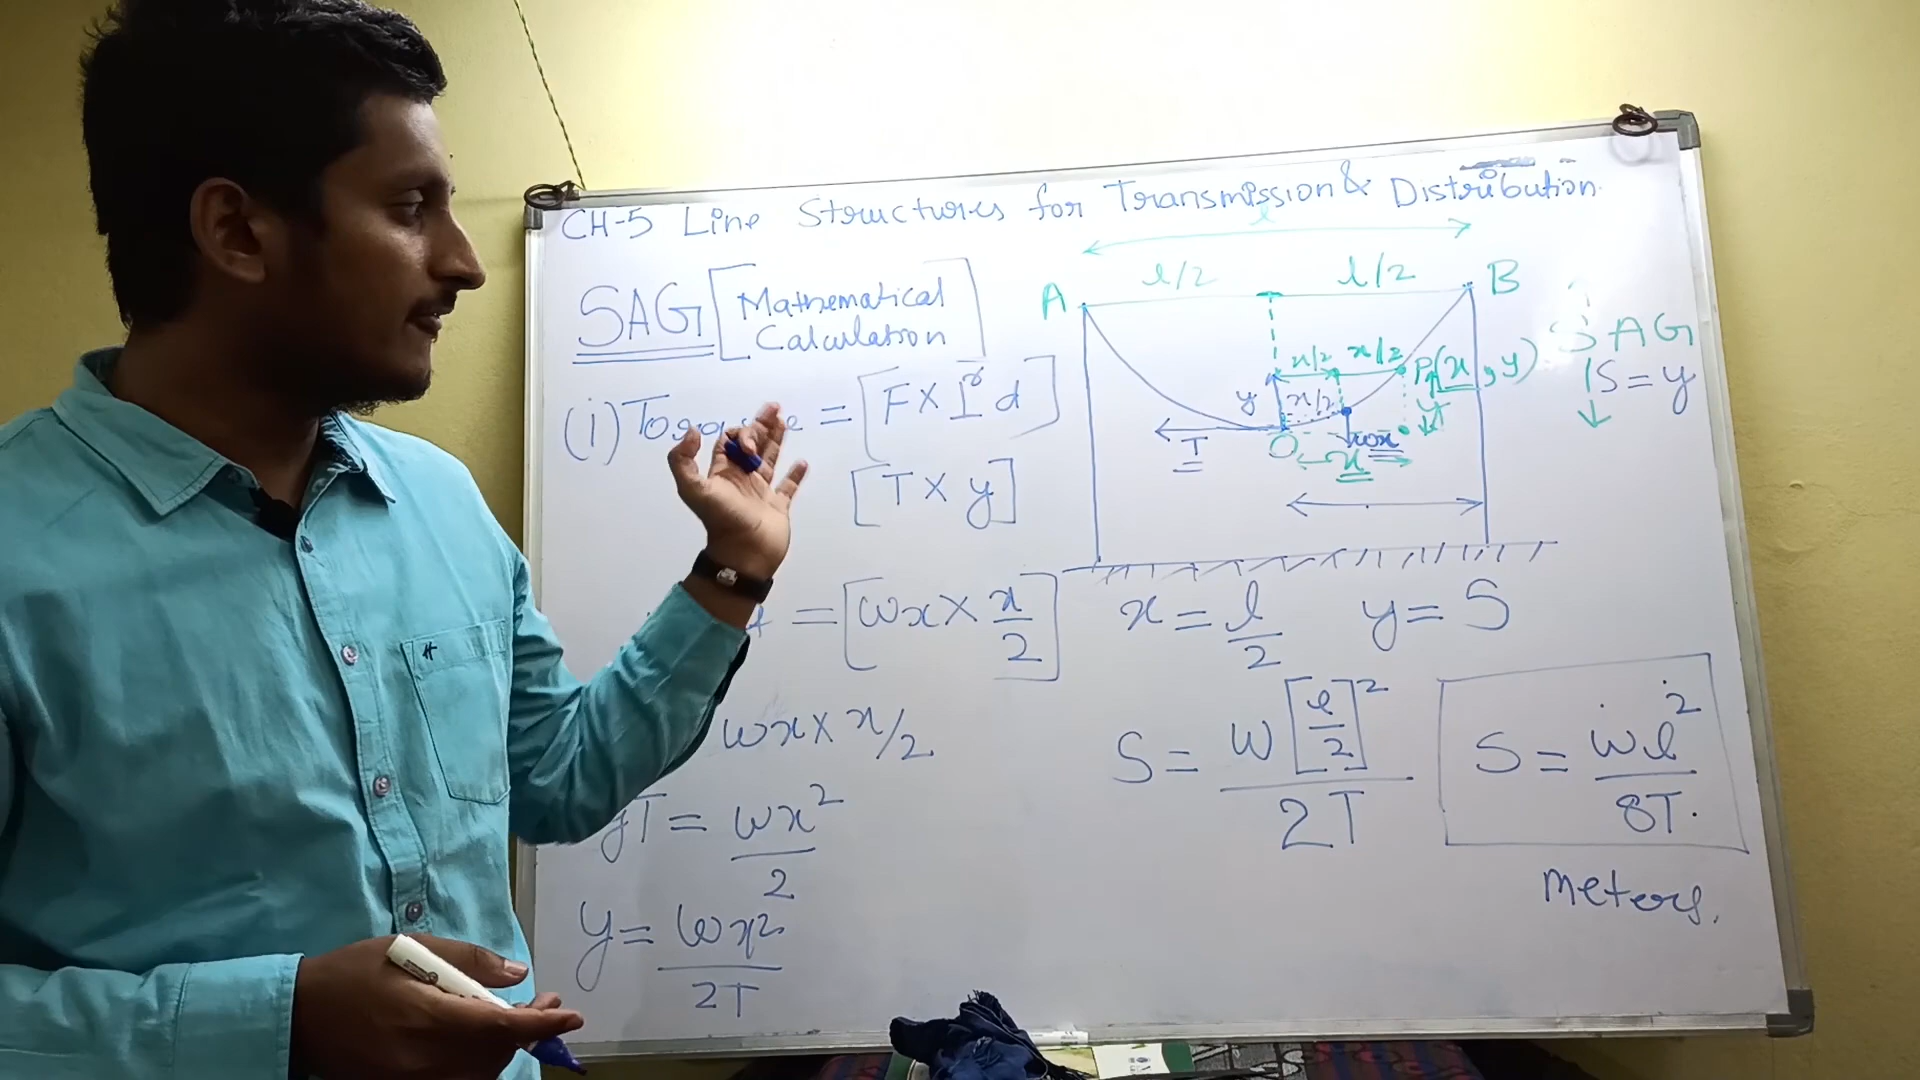 CH-5 Line Structures for Transmission & Distribution
SAG [Mathematical
Calculation]
(i) Torque = [F X ⊥r d]
[T X y]
= [wx X x/2]
wx X x/2
yT = wx²/2
y = wx²/2T
l
l/2 l/2
A B
x/2 x/2 P(x, y)
y x/2 y
T O wx
x
SAG
S = y
x = l/2 y = S
S = W[l/2]²/2T
S = wl²/8T.
meters.